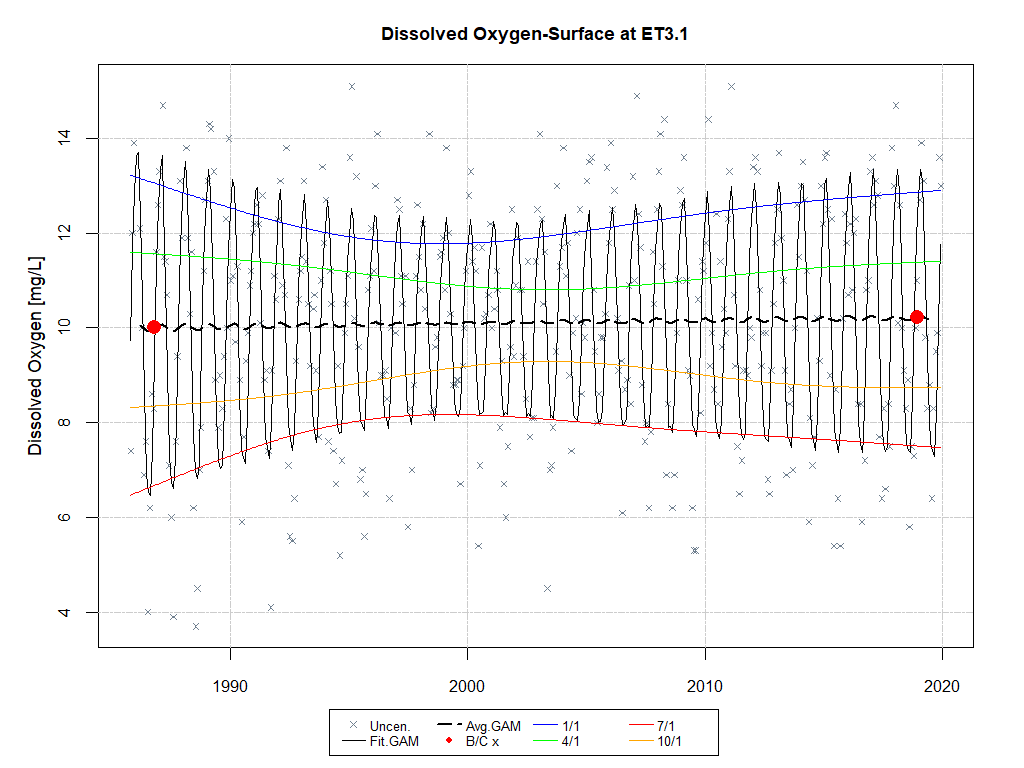 Dissolved Oxygen-Surface at ET3.1
Dissolved Oxygen [mg/L]
14
12
10
8
6
4
1990 2000 2010 2020
Uncen. Avg.GAM 1/1 7/1
Fit.GAM B/C x 4/1 10/1